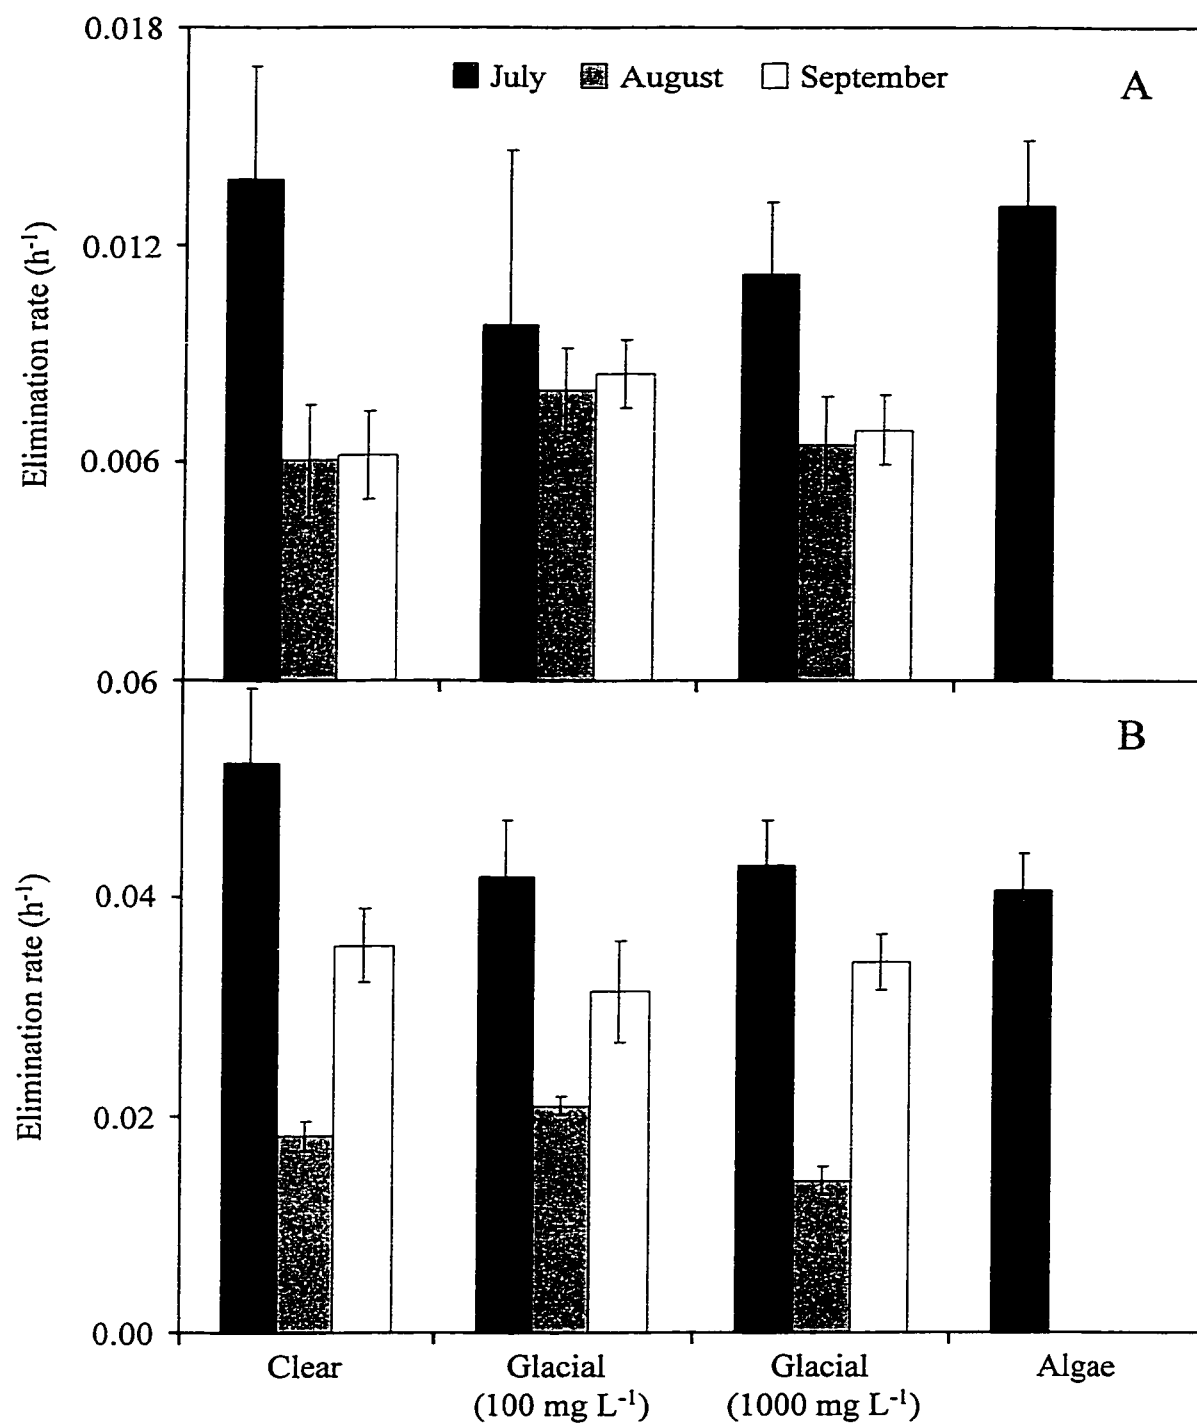 0.018
July August September
A
0.012
Elimination rate (h⁻¹)
0.006
0.06
B
0.04
Elimination rate (h⁻¹)
0.02
0.00
Clear Glacial Glacial Algae
(100 mg L⁻¹) (1000 mg L⁻¹)